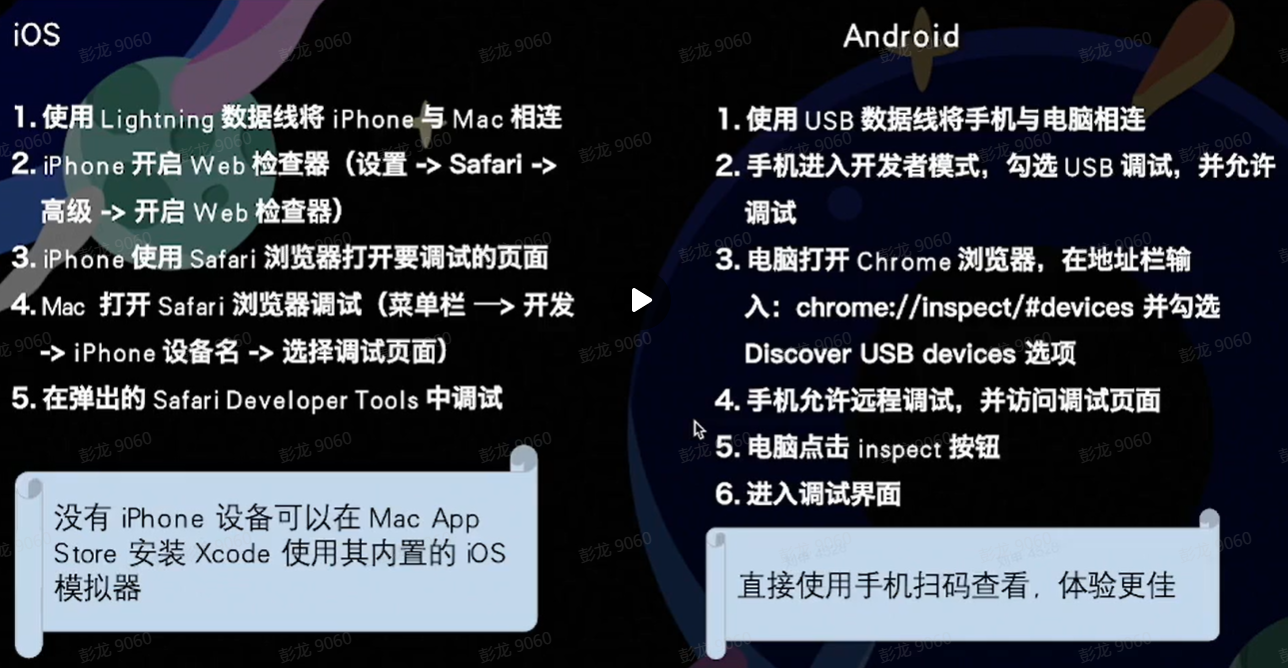 iOS
1. 使用 Lightning 数据线将 iPhone 与 Mac 相连
2. iPhone 开启 Web 检查器（设置 -> Safari ->
高级 -> 开启 Web 检查器）
3. iPhone 使用 Safari 浏览器打开要调试的页面
4. Mac 打开 Safari 浏览器调试（菜单栏 —> 开发
-> iPhone 设备名 -> 选择调试页面）
5. 在弹出的 Safari Developer Tools 中调试
没有 iPhone 设备可以在 Mac App
Store 安装 Xcode 使用其内置的 iOS
模拟器
Android
1. 使用 USB 数据线将手机与电脑相连
2. 手机进入开发者模式，勾选 USB 调试，并允许
调试
3. 电脑打开 Chrome 浏览器，在地址栏输
入：chrome://inspect/#devices 并勾选
Discover USB devices 选项
4. 手机允许远程调试，并访问调试页面
5. 电脑点击 inspect 按钮
6. 进入调试界面
直接使用手机扫码查看，体验更佳
彭龙 9060